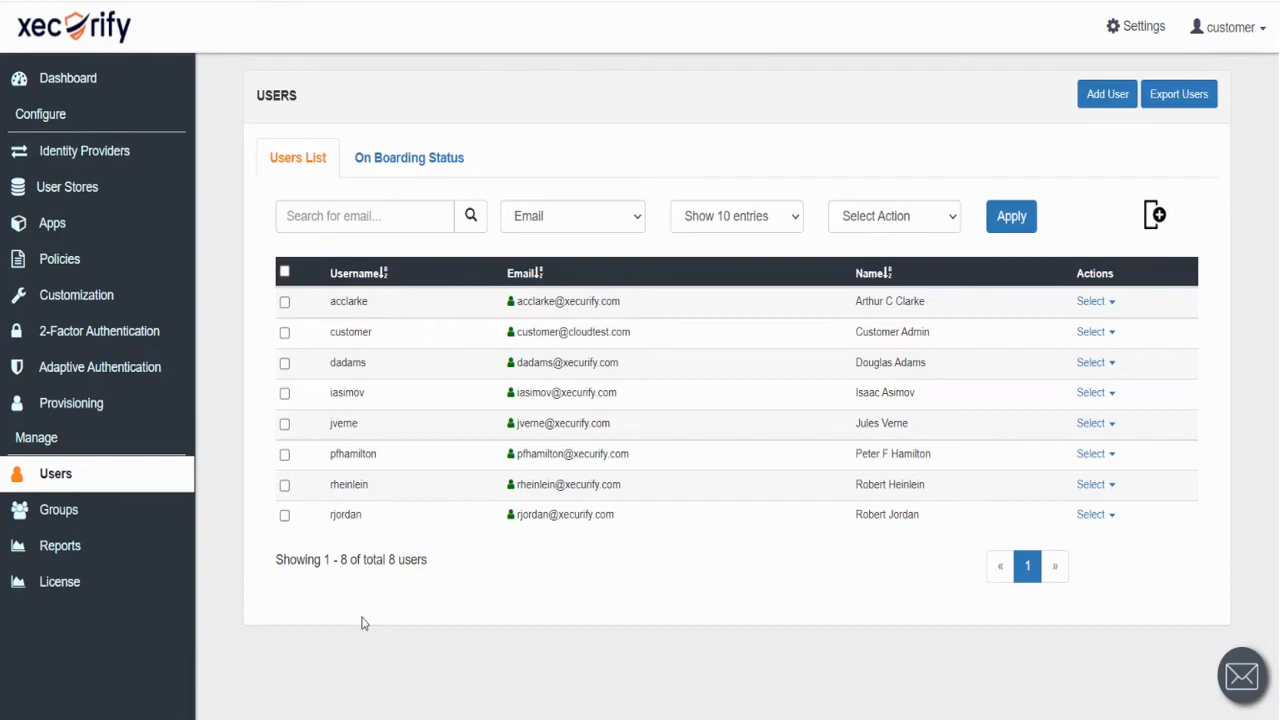 xecurify
Settings
customer
Dashboard
Configure
Identity Providers
User Stores
Apps
Policies
Customization
2-Factor Authentication
Adaptive Authentication
Provisioning
Manage
Users
Groups
Reports
License
USERS
Add User
Export Users
Users List
On Boarding Status
Search for email...
Email
Show 10 entries
Select Action
Apply
Username Email Name Actions
acclarke acclarke@xecurify.com Arthur C Clarke Select
customer customer@cloudtest.com Customer Admin Select
dadams dadams@xecurify.com Douglas Adams Select
iasimov iasimov@xecurify.com Isaac Asimov Select
jverne jverne@xecurify.com Jules Verne Select
pfhamilton pfhamilton@xecurify.com Peter F Hamilton Select
rheinlein rheinlein@xecurify.com Robert Heinlein Select
rjordan rjordan@xecurify.com Robert Jordan Select
Showing 1 - 8 of total 8 users
« 1 »